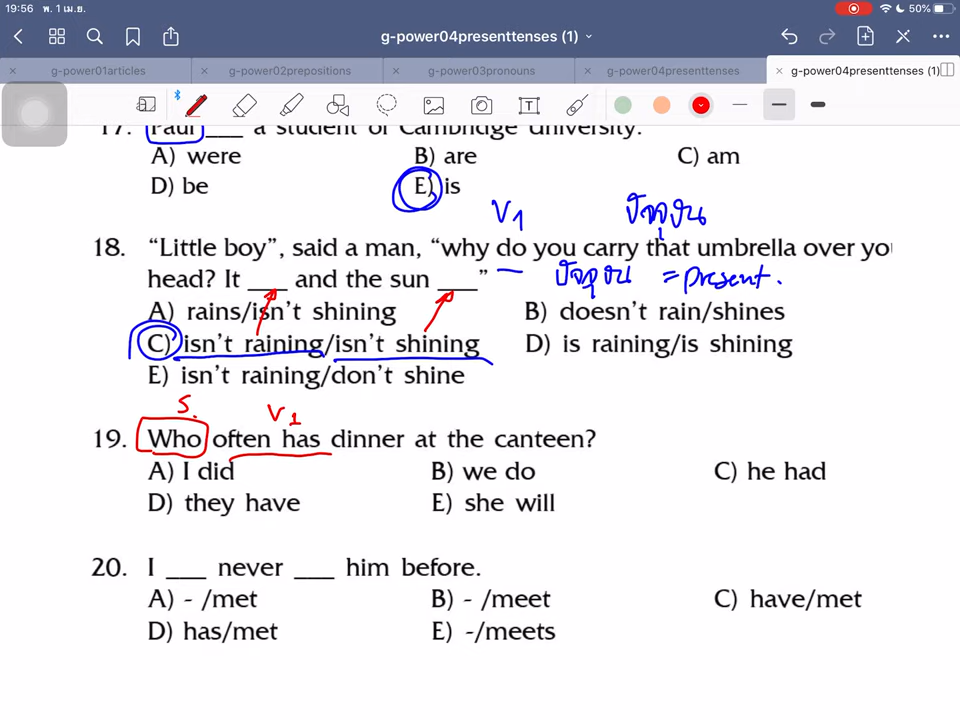 19:56 พ. 1 เม.ย. 50%
g-power04presenttenses (1)
g-power01articles g-power02prepositions g-power03pronouns g-power04presenttenses g-power04presenttenses (1)
17. Paul ___ a student of Cambridge University.
A) were B) are C) am
D) be E) is
V1 ปัจจุบัน
18. “Little boy”, said a man, “why do you carry that umbrella over you
head? It ___ and the sun ___” ปัจจุบัน = present.
A) rains/isn’t shining B) doesn’t rain/shines
C) isn’t raining/isn’t shining D) is raining/is shining
E) isn’t raining/don’t shine
S. V1
19. Who often has dinner at the canteen?
A) I did B) we do C) he had
D) they have E) she will
20. I ___ never ___ him before.
A) - /met B) - /meet C) have/met
D) has/met E) -/meets